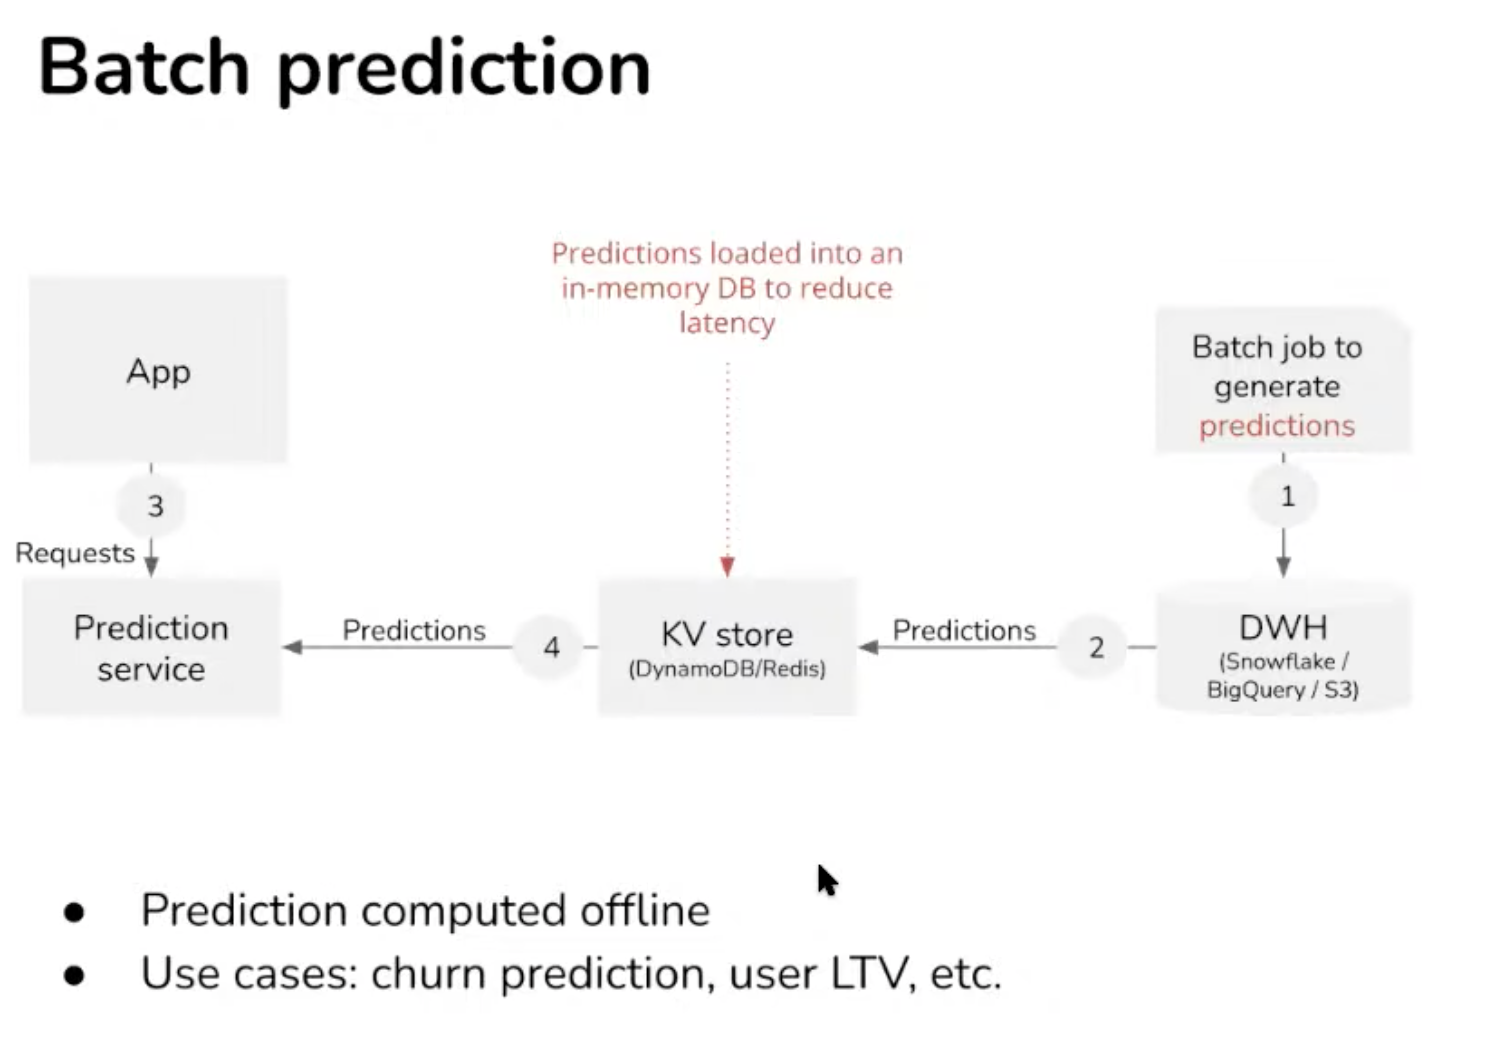 Batch prediction
Predictions loaded into an
in-memory DB to reduce
latency
App
Batch job to
generate
predictions
3
1
Requests
Prediction
service
Predictions
4
KV store
(DynamoDB/Redis)
Predictions
2
DWH
(Snowflake /
BigQuery / S3)
● Prediction computed offline
● Use cases: churn prediction, user LTV, etc.